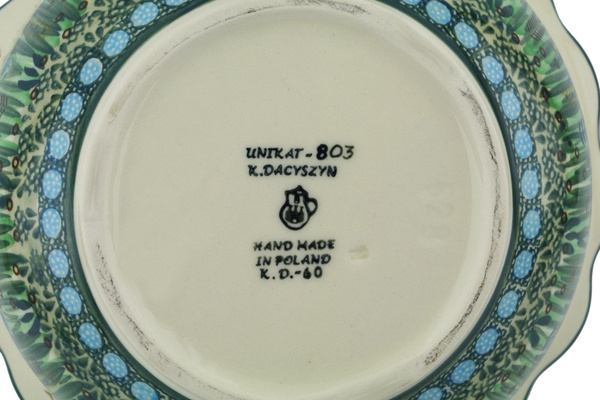 UNIKAT-803
K.DACYSZYN
HAND MADE
IN POLAND
K.D.-60